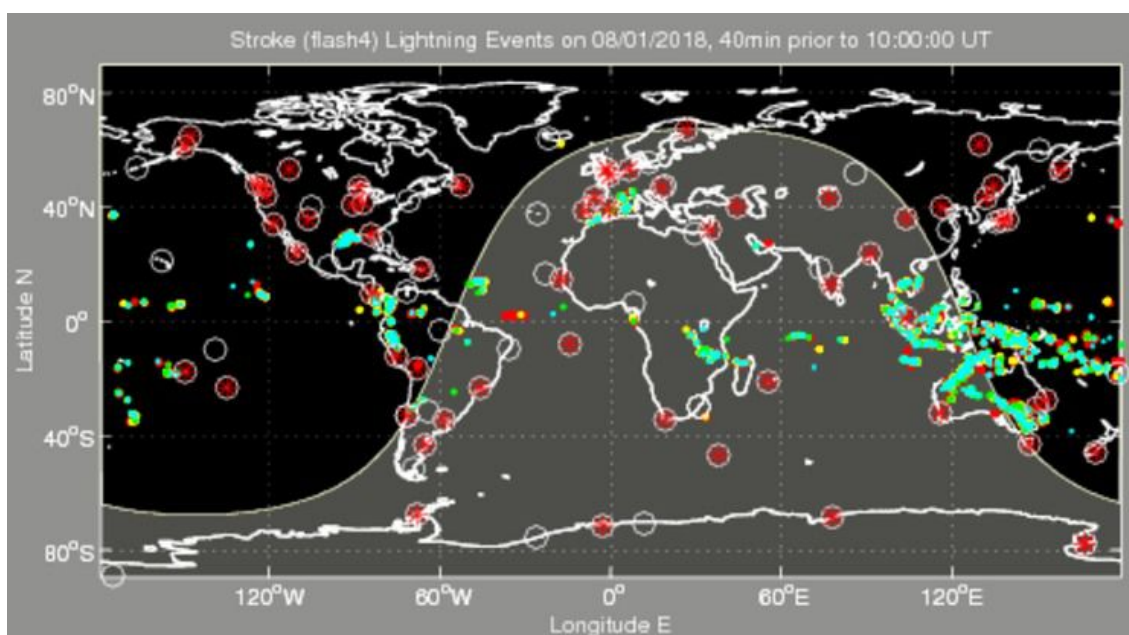 Stroke (flash4) Lightning Events on 08/01/2018, 40min prior to 10:00:00 UT
80°N
40°N
0°
40°S
80°S
Latitude N
120°W
60°W
0°
60°E
120°E
Longitude E